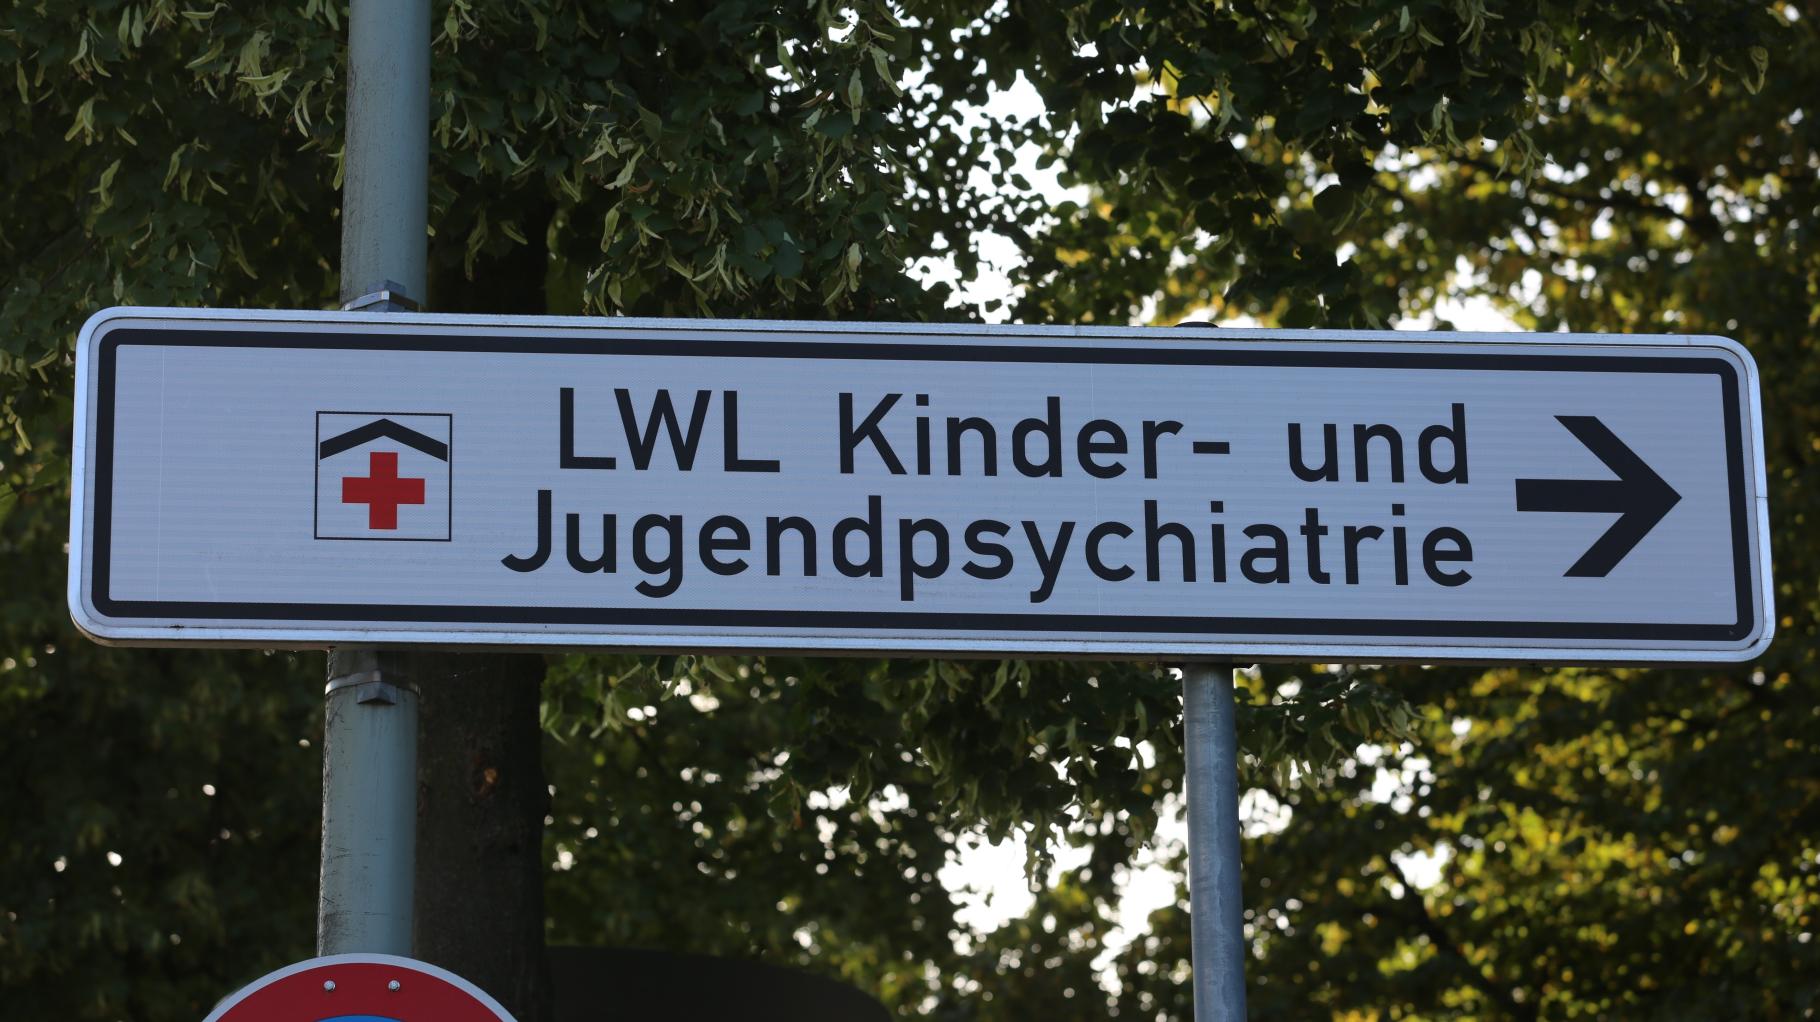 LWL Kinder- und
Jugendpsychiatrie